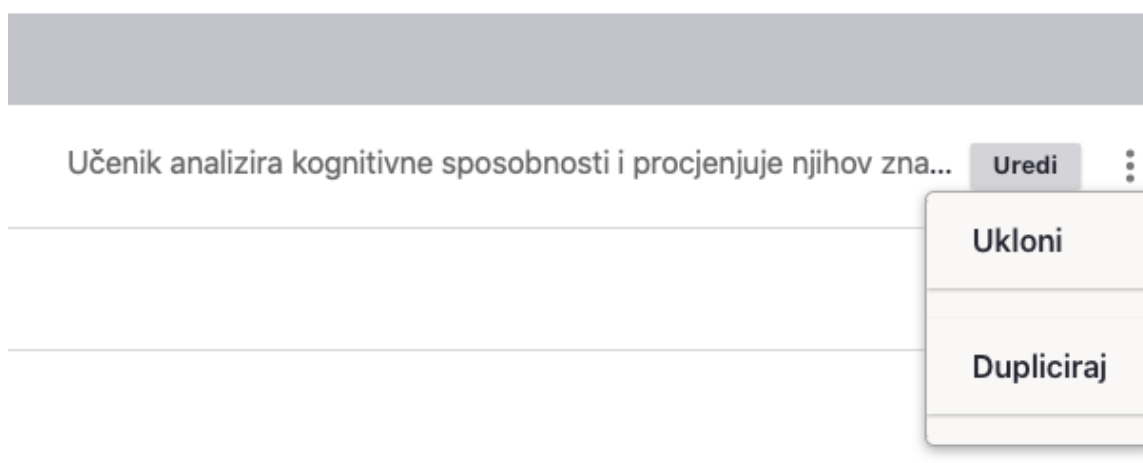 Učenik analizira kognitivne sposobnosti i procjenjuje njihov zna... Uredi
Ukloni
Dupliciraj